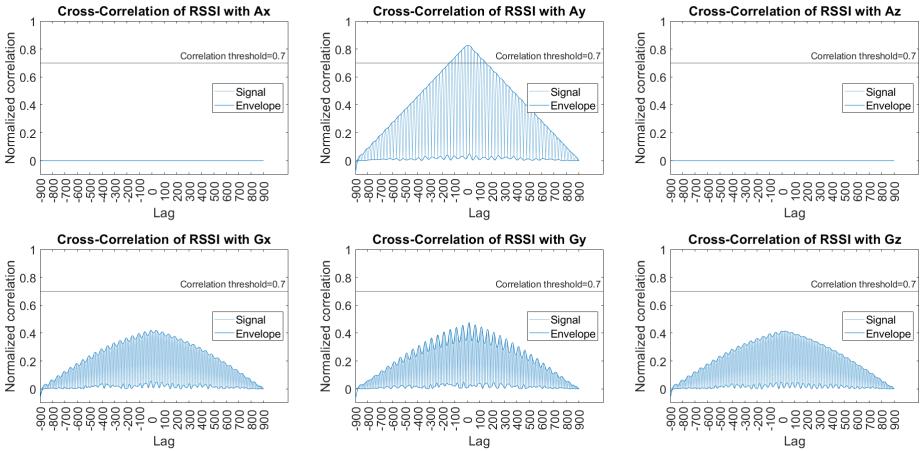 Cross-Correlation of RSSI with Ax
Normalized correlation
1
0.8
0.6
0.4
0.2
0
Correlation threshold=0.7
Signal
Envelope
-900 -800 -700 -600 -500 -400 -300 -200 -100 0 100 200 300 400 500 600 700 800 900
Lag
Cross-Correlation of RSSI with Ay
Normalized correlation
1
0.8
0.6
0.4
0.2
0
Correlation threshold=0.7
Signal
Envelope
-900 -800 -700 -600 -500 -400 -300 -200 -100 0 100 200 300 400 500 600 700 800 900
Lag
Cross-Correlation of RSSI with Az
Normalized correlation
1
0.8
0.6
0.4
0.2
0
Correlation threshold=0.7
Signal
Envelope
-900 -800 -700 -600 -500 -400 -300 -200 -100 0 100 200 300 400 500 600 700 800 900
Lag
Cross-Correlation of RSSI with Gx
Normalized correlation
1
0.8
0.6
0.4
0.2
0
Correlation threshold=0.7
Signal
Envelope
-900 -800 -700 -600 -500 -400 -300 -200 -100 0 100 200 300 400 500 600 700 800 900
Lag
Cross-Correlation of RSSI with Gy
Normalized correlation
1
0.8
0.6
0.4
0.2
0
Correlation threshold=0.7
Signal
Envelope
-900 -800 -700 -600 -500 -400 -300 -200 -100 0 100 200 300 400 500 600 700 800 900
Lag
Cross-Correlation of RSSI with Gz
Normalized correlation
1
0.8
0.6
0.4
0.2
0
Correlation threshold=0.7
Signal
Envelope
-900 -800 -700 -600 -500 -400 -300 -200 -100 0 100 200 300 400 500 600 700 800 900
Lag